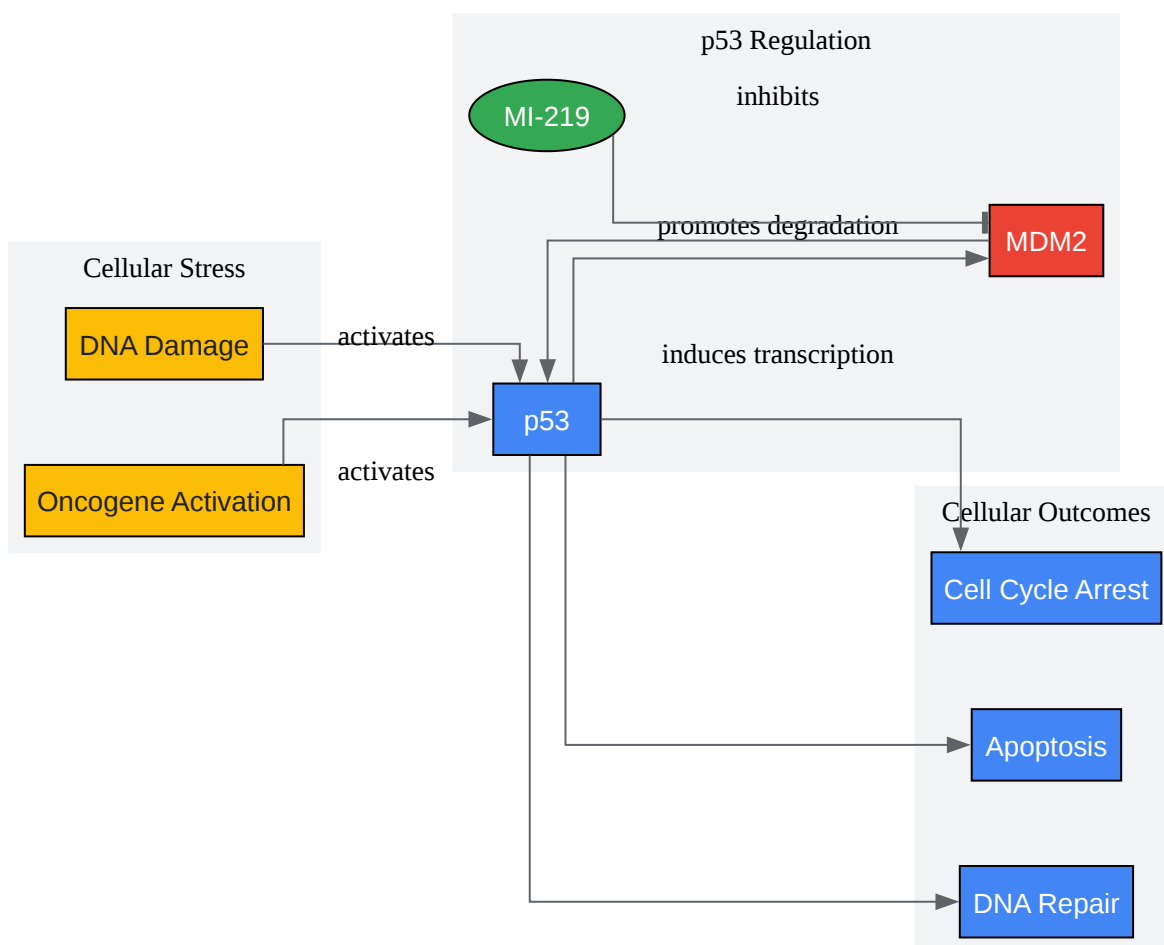 p53 Regulation
inhibits
MI-219
promotes degradation
MDM2
Cellular Stress
DNA Damage
activates
induces transcription
p53
Oncogene Activation
activates
Cellular Outcomes
Cell Cycle Arrest
Apoptosis
DNA Repair